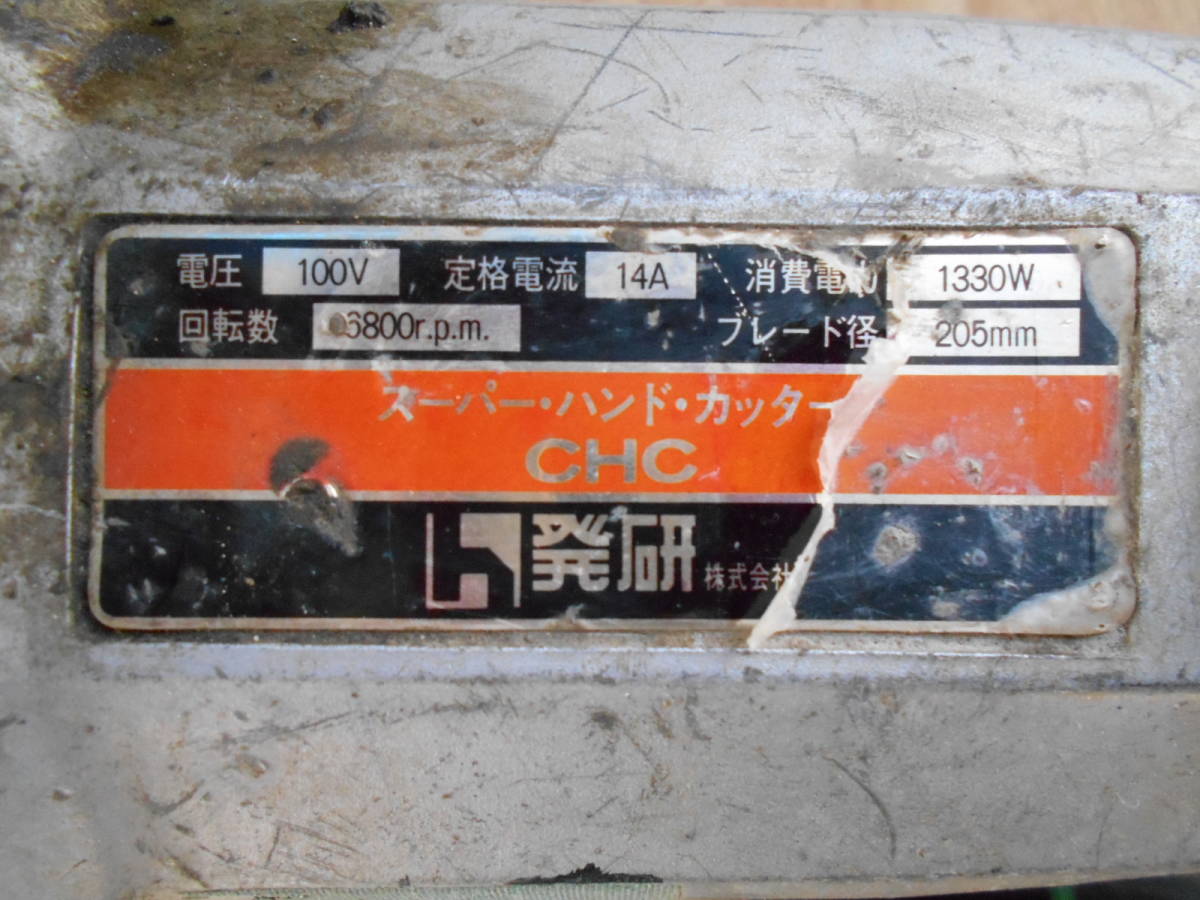 電圧 100V 定格電流 14A 消費電力 1330W
回転数 6800r.p.m. ブレード径 205mm
スーパー・ハンド・カッター
CHC
発研 株式会社